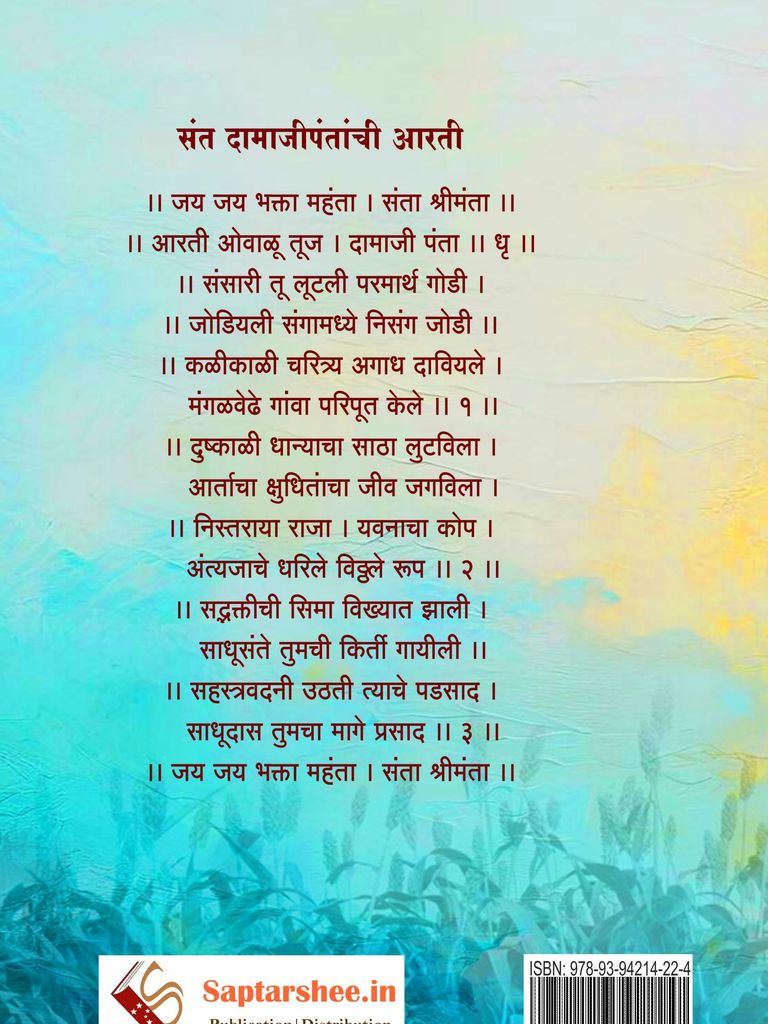 संत दामाजीपंतांची आरती
।। जय जय भक्ता महंता । संता श्रीमंता ।।
।। आरती ओवाळू तूज । दामाजी पंता ।। धृ ।।
।। संसारी तू लूटली परमार्थ गोडी ।
।। जोडियली संगामध्ये निसंग जोडी ।।
।। कळीकाळी चरित्र्य अगाध दावियले ।
मंगळवेढे गांवा परिपूत केले ।। १ ।।
।। दुष्काळी धान्याचा साठा लुटविला ।
आर्ताचा क्षुधितांचा जीव जगविला ।
।। निस्तराया राजा । यवनाचा कोप ।
अंत्यजाचे धरिले विठ्ठले रूप ।। २ ।।
।। सद्भक्तीची सिमा विख्यात झाली ।
साधूसंते तुमची किर्ती गायीली ।।
।। सहस्त्रवदनी उठती त्याचे पडसाद ।
साधूदास तुमचा मागे प्रसाद ।। ३ ।।
।। जय जय भक्ता महंता । संता श्रीमंता ।।
Saptarshee.in
Publication | Distribution
ISBN: 978-93-94214-22-4